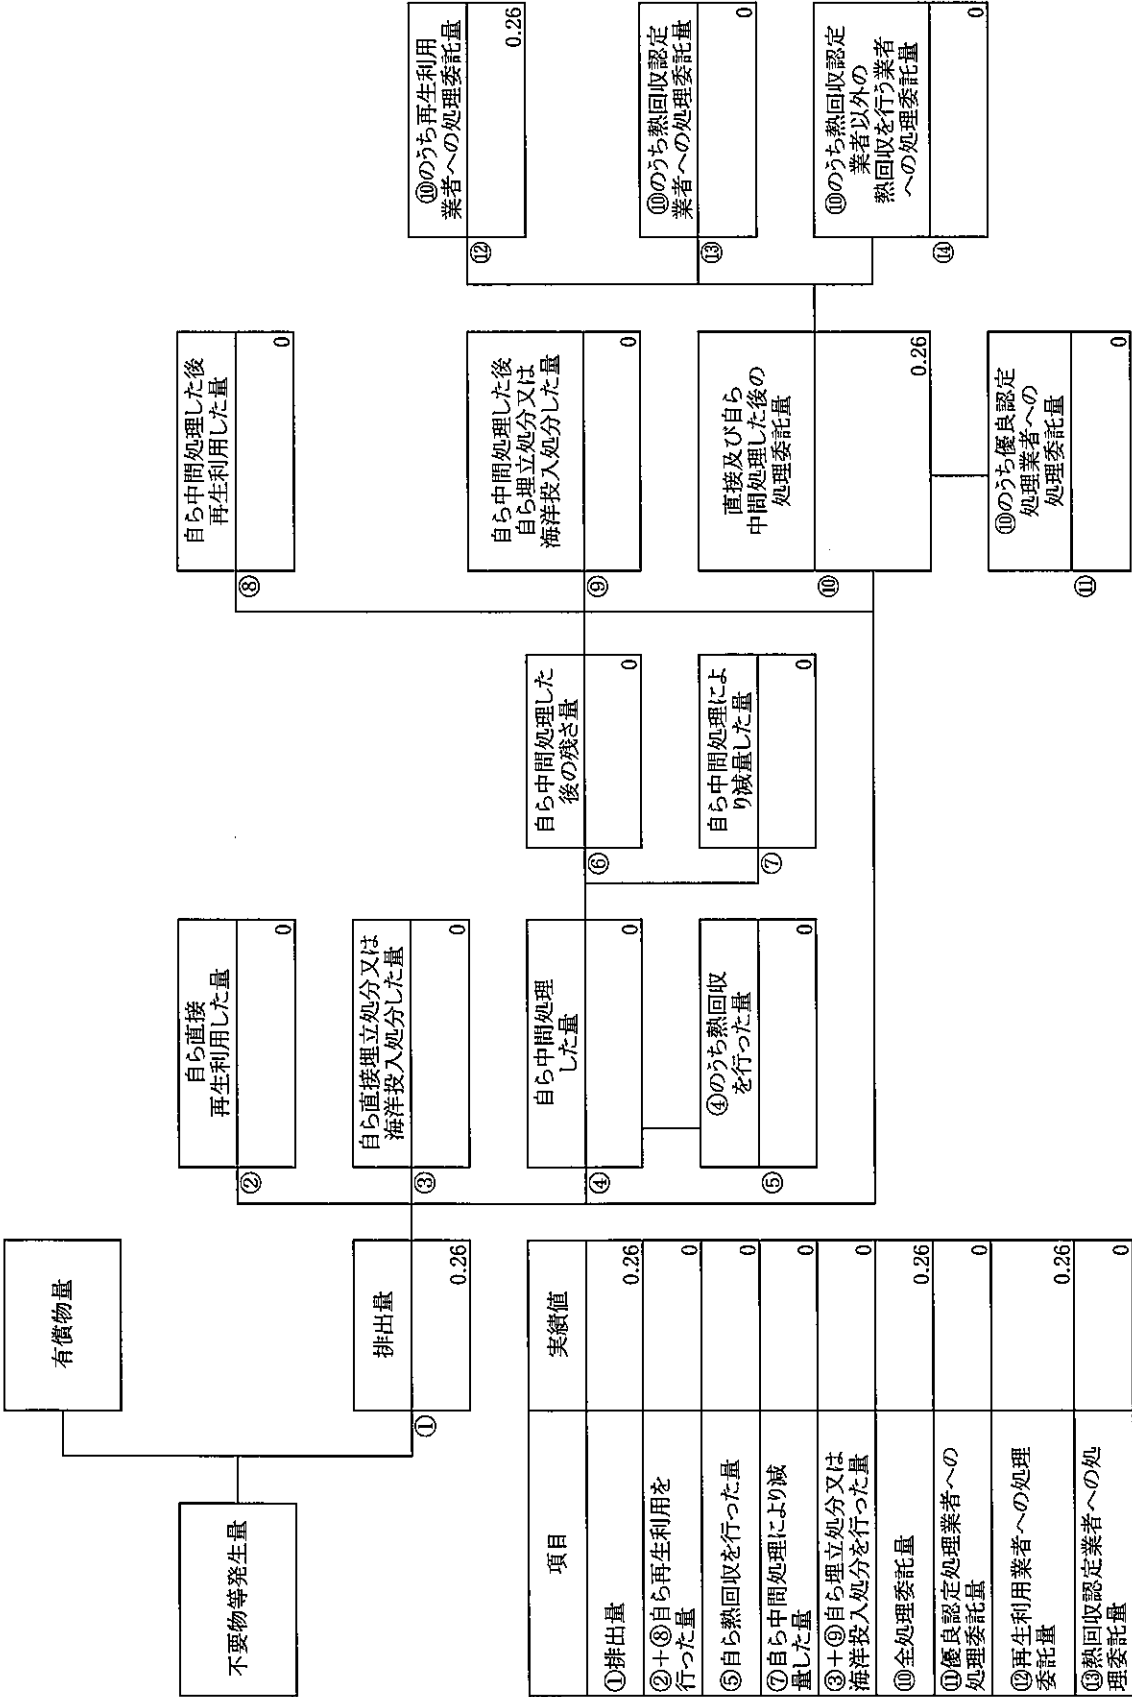 不要物等発生量
有償物量
①
排出量
0.26
②
自ら直接
再生利用した量
0
③
自ら直接埋立処分又は
海洋投入処分した量
0
④
自ら中間処理
した量
0
⑤
④のうち熱回収
を行った量
0
⑥
自ら中間処理した
後の残さ量
0
⑦
自ら中間処理によ
り減量した量
0
⑧
自ら中間処理した後
再生利用した量
0
⑨
自ら中間処理した後
自ら埋立処分又は
海洋投入処分した量
0
⑩
直接及び自ら
中間処理した後の
処理委託量
0.26
⑪
⑩のうち優良認定
処理業者への
処理委託量
0
⑫
⑩のうち再生利用
業者への処理委託量
0.26
⑬
⑩のうち熱回収認定
業者への処理委託量
0
⑭
⑩のうち熱回収認定
業者以外の
熱回収を行う業者
への処理委託量
0
項目 実績値
①排出量 0.26
②+⑧自ら再生利用を
行った量 0
⑤自ら熱回収を行った量 0
⑦自ら中間処理により減
量した量 0
③+⑨自ら埋立処分又は
海洋投入処分を行った量 0
⑩全処理委託量 0.26
⑪優良認定処理業者への
処理委託量 0
⑫再生利用業者への処理
委託量 0.26
⑬熱回収認定業者への処
理委託量 0